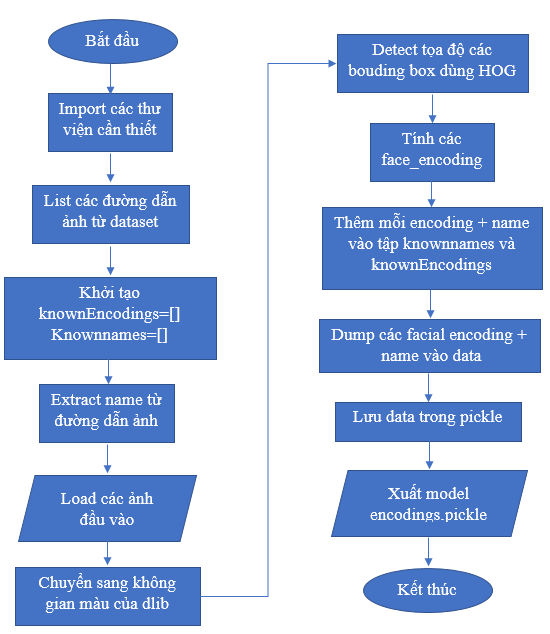 Bắt đầu
Import các thư
viện cần thiết
List các đường dẫn
ảnh từ dataset
Khởi tạo
knownEncodings=[]
Knownnames=[]
Extract name từ
đường dẫn ảnh
Load các ảnh
đầu vào
Chuyển sang không
gian màu của dlib
Detect tọa độ các
bouding box dùng HOG
Tính các
face_encoding
Thêm mỗi encoding + name
vào tập knownnames và
knownEncodings
Dump các facial encoding +
name vào data
Lưu data trong pickle
Xuất model
encodings.pickle
Kết thúc